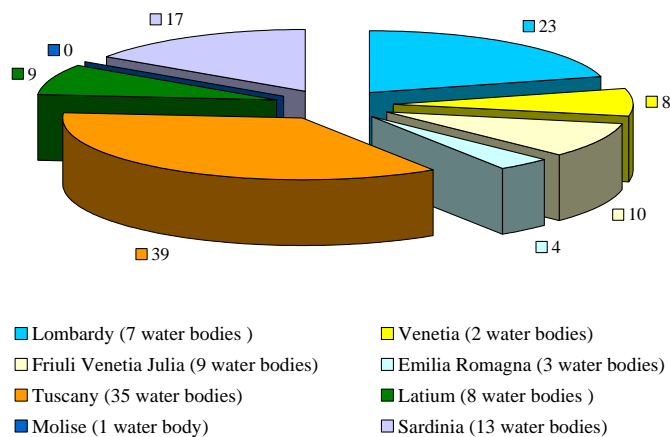 17
23
0
9
8
10
4
39
Lombardy (7 water bodies )
Venetia (2 water bodies)
Friuli Venetia Julia (9 water bodies)
Emilia Romagna (3 water bodies)
Tuscany (35 water bodies)
Latium (8 water bodies )
Molise (1 water body)
Sardinia (13 water bodies)